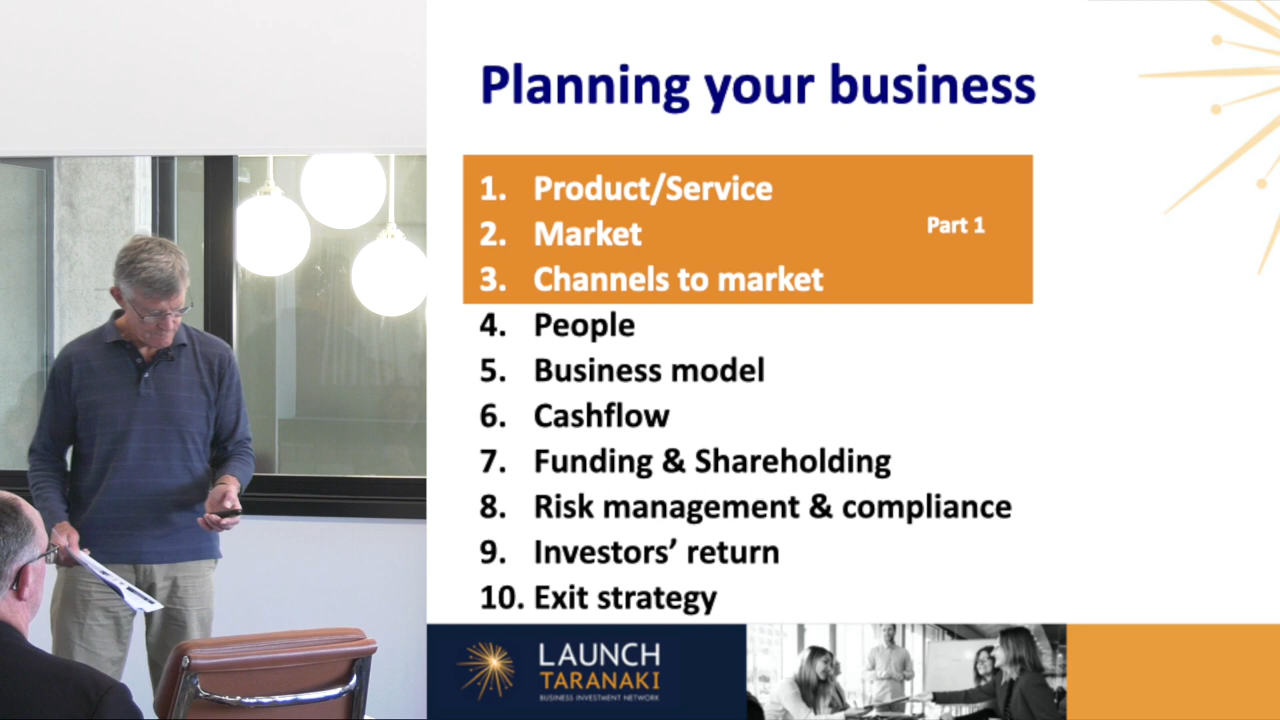 Planning your business
1. Product/Service
2. Market
Part 1
3. Channels to market
4. People
5. Business model
6. Cashflow
7. Funding & Shareholding
8. Risk management & compliance
9. Investors’ return
10. Exit strategy
LAUNCH
TARANAKI
BUSINESS INVESTMENT NETWORK